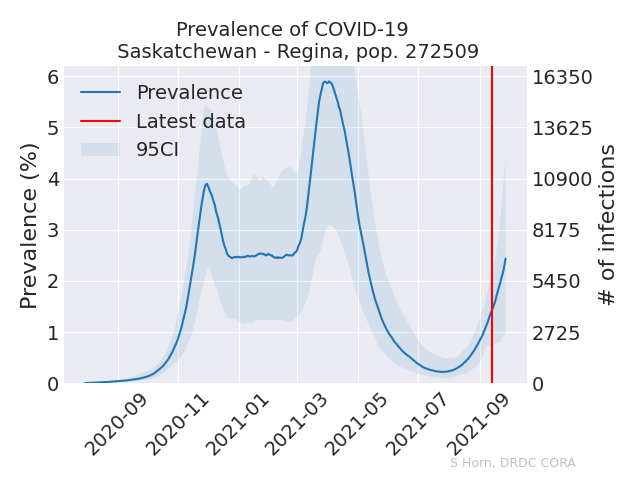 Prevalence of COVID-19
Saskatchewan - Regina, pop. 272509
Prevalence
Latest data
95CI
Prevalence (%)
6
5
4
3
2
1
0
16350
13625
10900
8175
5450
2725
0
# of infections
2020-09
2020-11
2021-01
2021-03
2021-05
2021-07
2021-09
S Horn, DRDC CORA